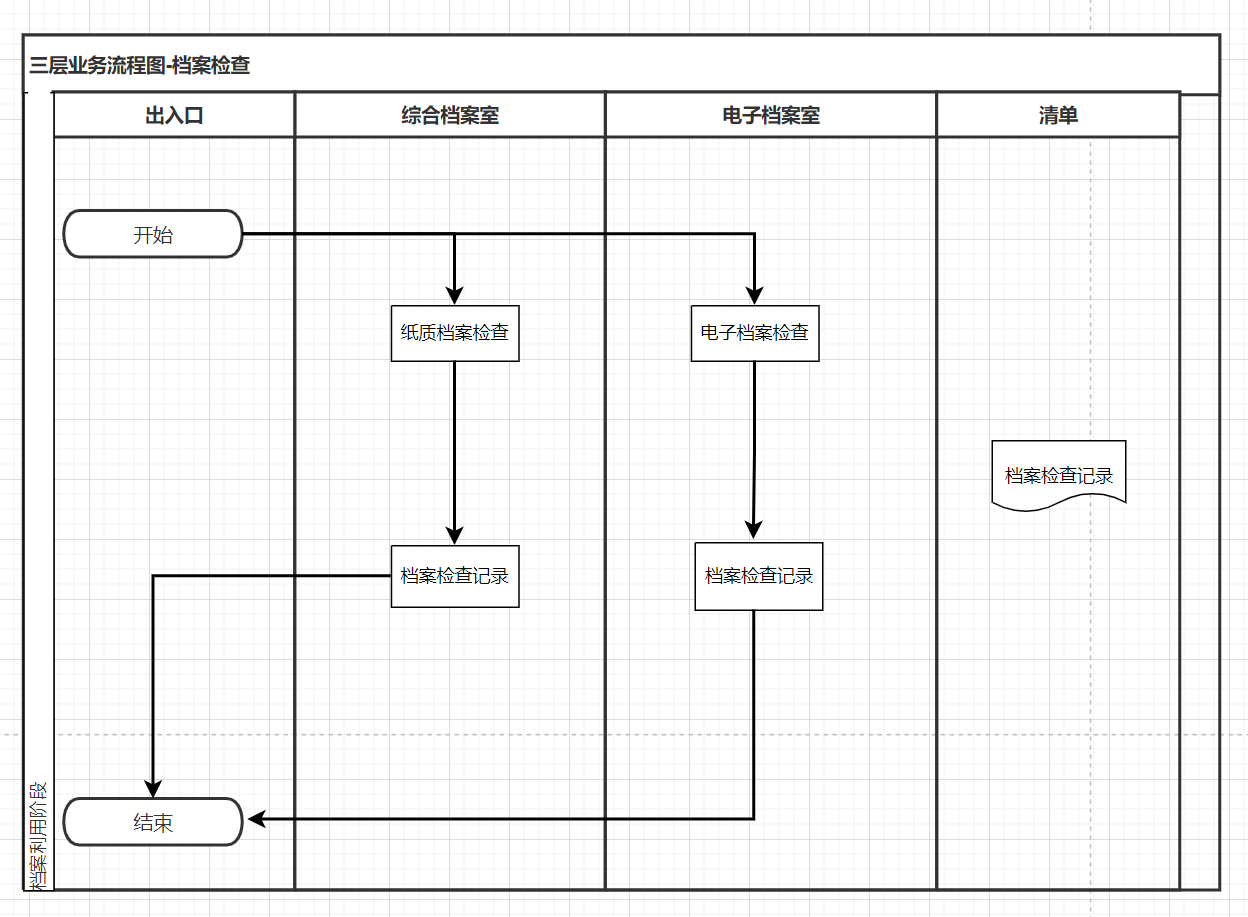 三层业务流程图-档案检查
出入口
综合档案室
电子档案室
清单
开始
纸质档案检查
电子档案检查
档案检查记录
档案检查记录
档案检查记录
结束
档案利用阶段